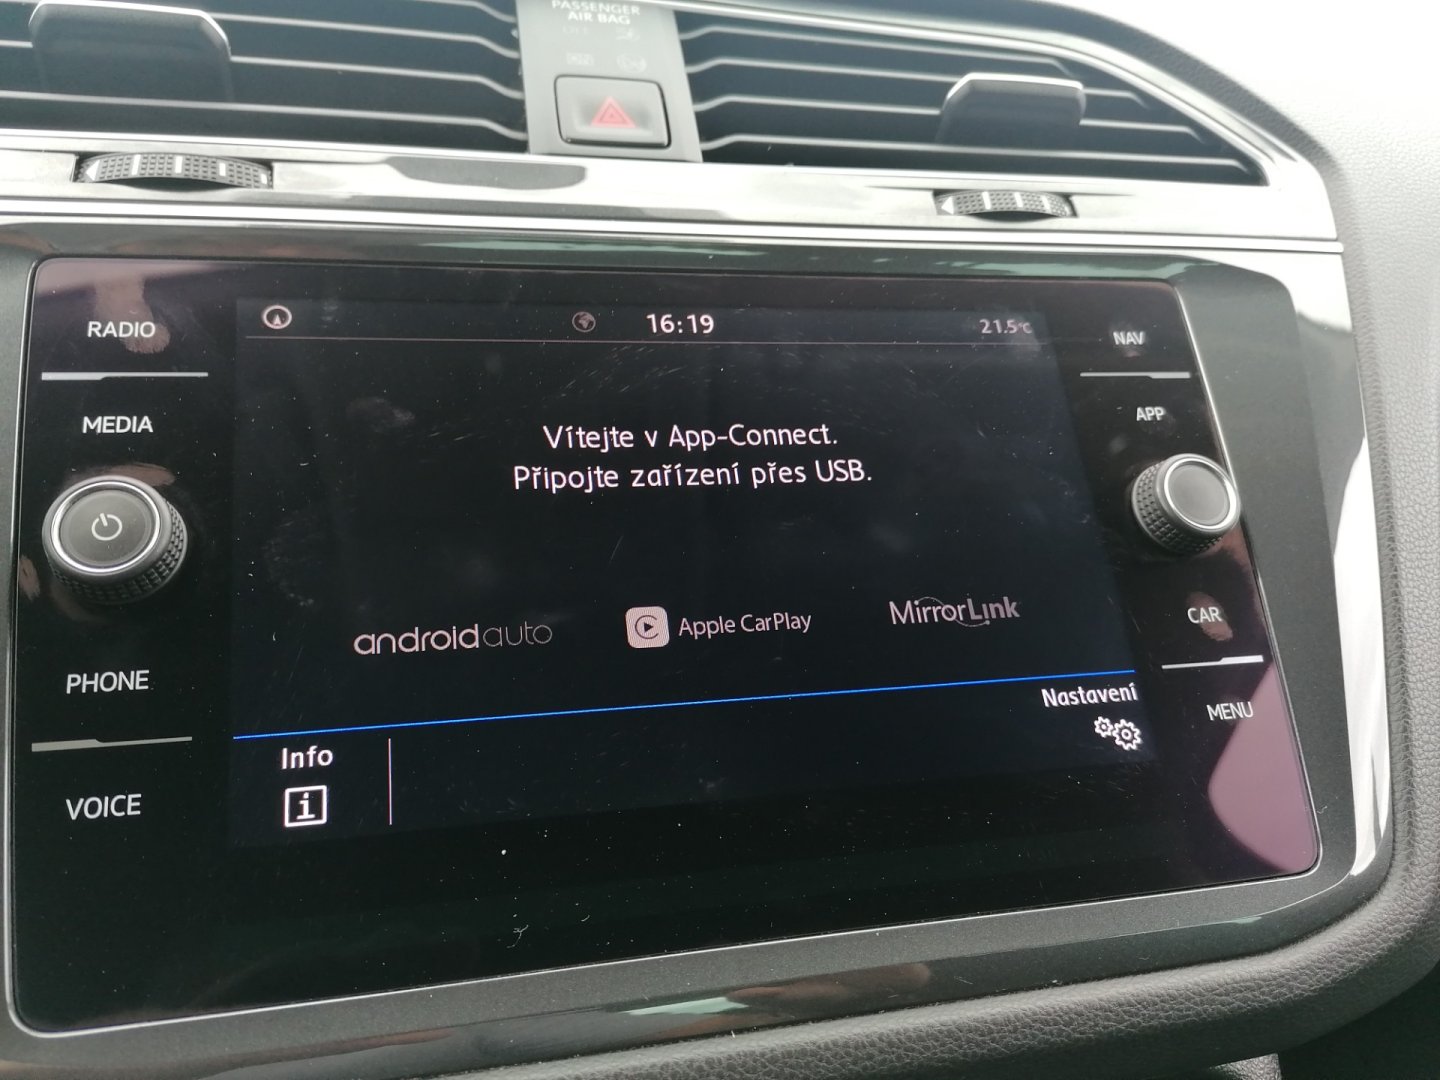 PASSENGER
AIR BAG
RADIO
MEDIA
PHONE
VOICE
16:19
21.5°C
Vítejte v App-Connect.
Připojte zařízení přes USB.
androidauto
Apple CarPlay
MirrorLink
Nastavení
Info
i
NAV
APP
CAR
MENU